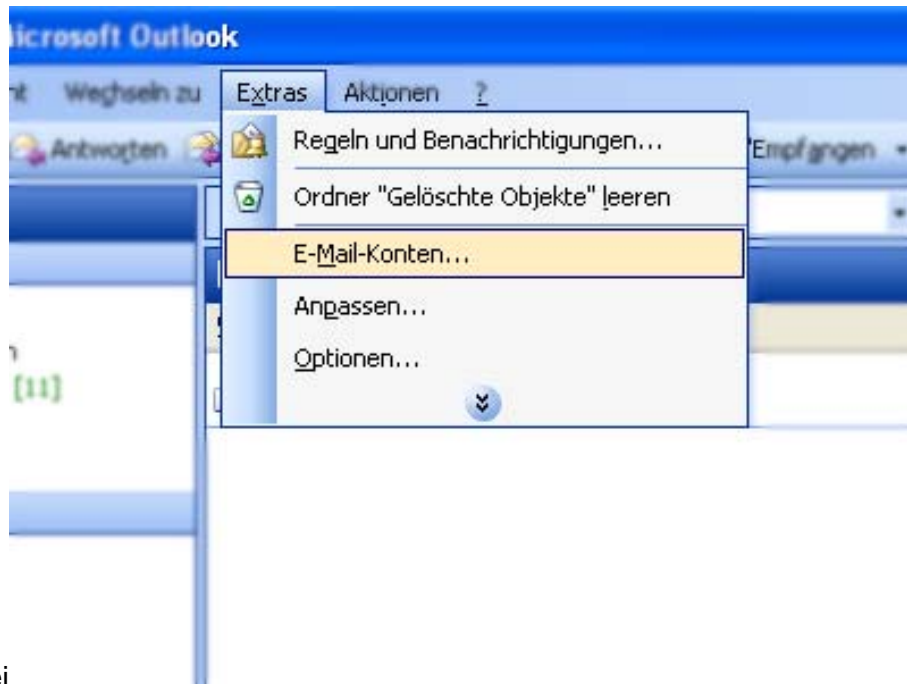 icrosoft Outlook
Wechseln zu Extras Aktionen ?
Antworten Empfangen
Regeln und Benachrichtigungen...
Ordner "Gelöschte Objekte" leeren
E-Mail-Konten...
Anpassen...
Optionen...
[11]